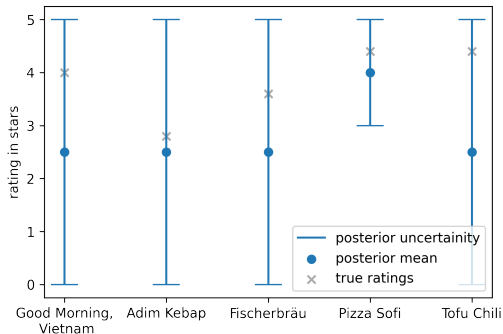 5
4
3
2
1
0
rating in stars
posterior uncertainity
posterior mean
true ratings
Good Morning,
Vietnam
Adim Kebap
Fischerbräu
Pizza Sofi
Tofu Chili